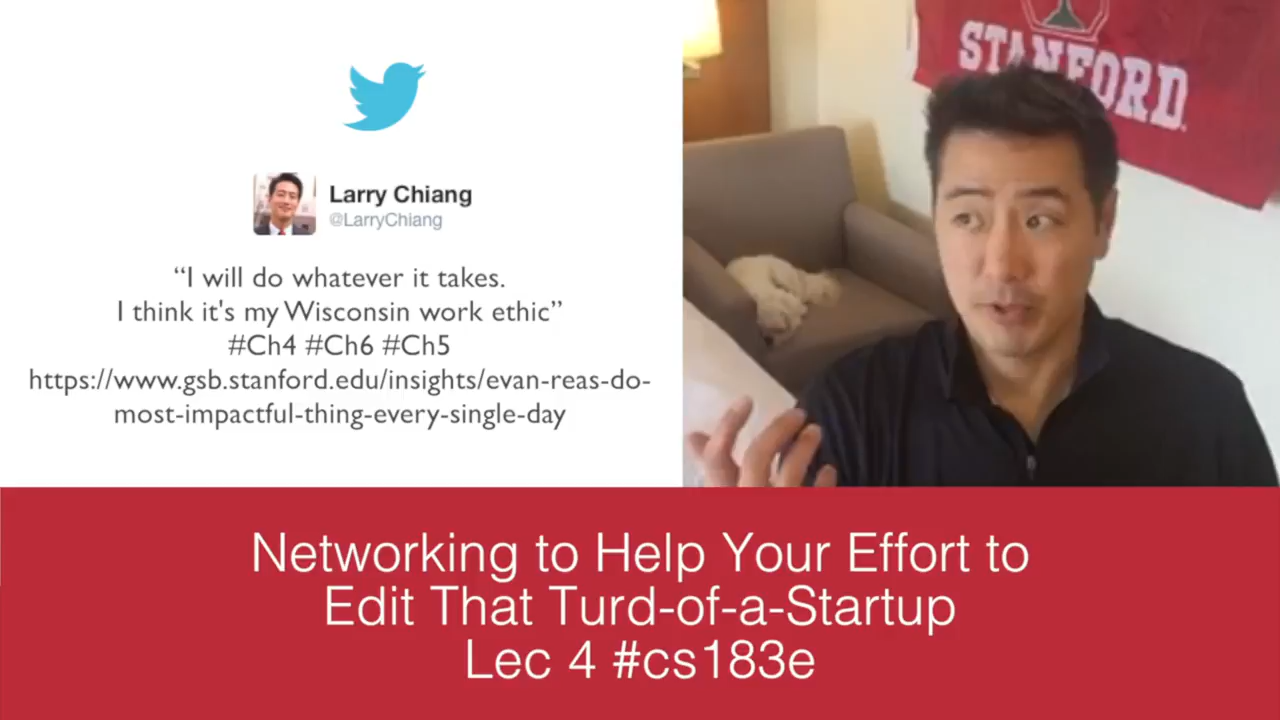 Larry Chiang
@LarryChiang
“I will do whatever it takes.
I think it's my Wisconsin work ethic”
#Ch4 #Ch6 #Ch5
https://www.gsb.stanford.edu/insights/evan-reas-do-
most-impactful-thing-every-single-day
STANFORD
Networking to Help Your Effort to
Edit That Turd-of-a-Startup
Lec 4 #cs183e